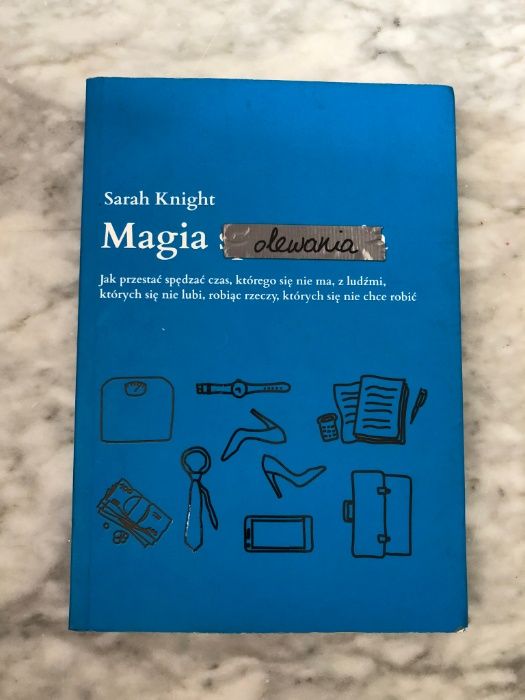 Sarah Knight
Magia olewania
Jak przestać spędzać czas, którego się nie ma, z ludźmi,
których się nie lubi, robiąc rzeczy, których się nie chce robić